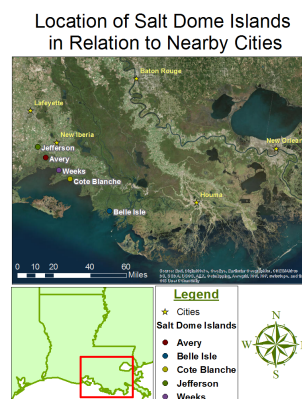 Location of Salt Dome Islands
in Relation to Nearby Cities
Baton Rouge
Lafayette
New Iberia
New Orlean
Jefferson
Avery
Weeks
Cote Blanche
Houma
Belle Isle
0 10 20 40 60
Miles
Legend
Cities
Salt Dome Islands
Avery
Belle Isle
Cote Blanche
Jefferson
Weeks
N
W E
S